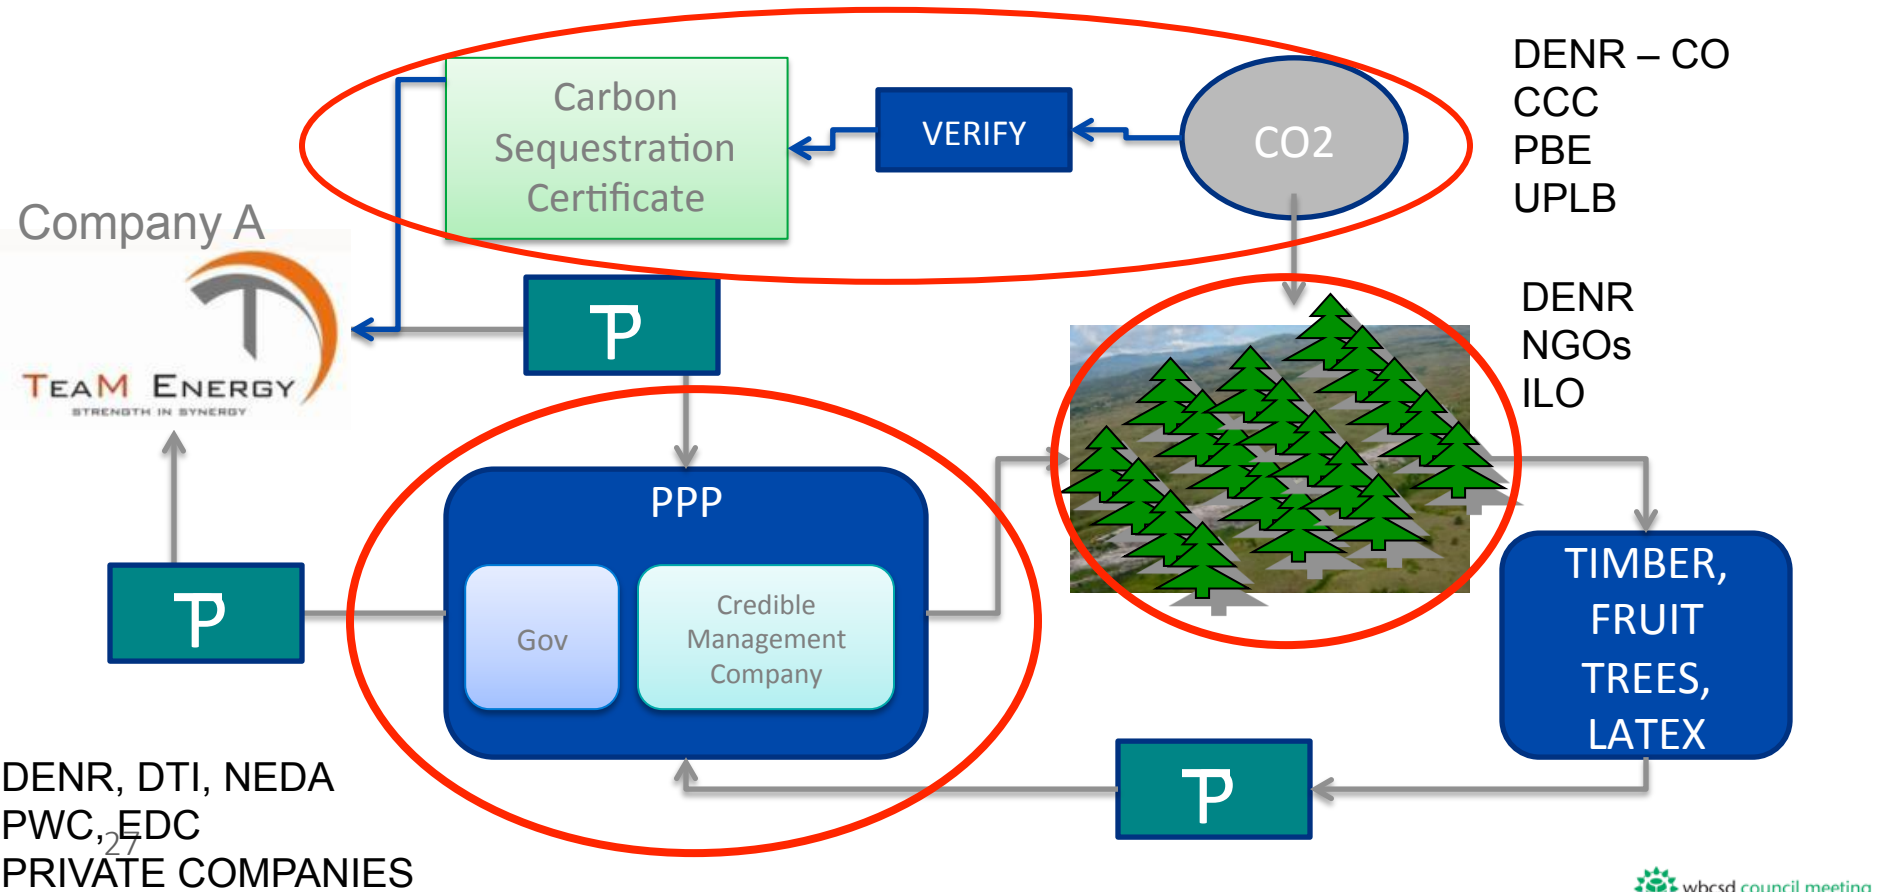 DENR – CO
CCC
PBE
UPLB
Carbon
Sequestration
Certificate
VERIFY
CO2
Company A
TEAM ENERGY
STRENGTH IN SYNERGY
₱
DENR
NGOs
ILO
PPP
Gov
Credible
Management
Company
₱
TIMBER,
FRUIT
TREES,
LATEX
₱
DENR, DTI, NEDA
PWC, EDC
27
PRIVATE COMPANIES
wbcsd council meeting